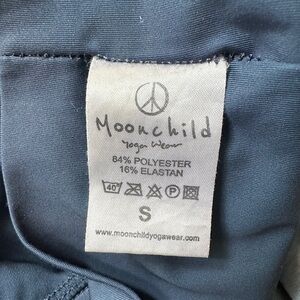 Moonchild
Yoga Wear
84% POLYESTER
16% ELASTAN
40° P
S
www.moonchildyogawear.com